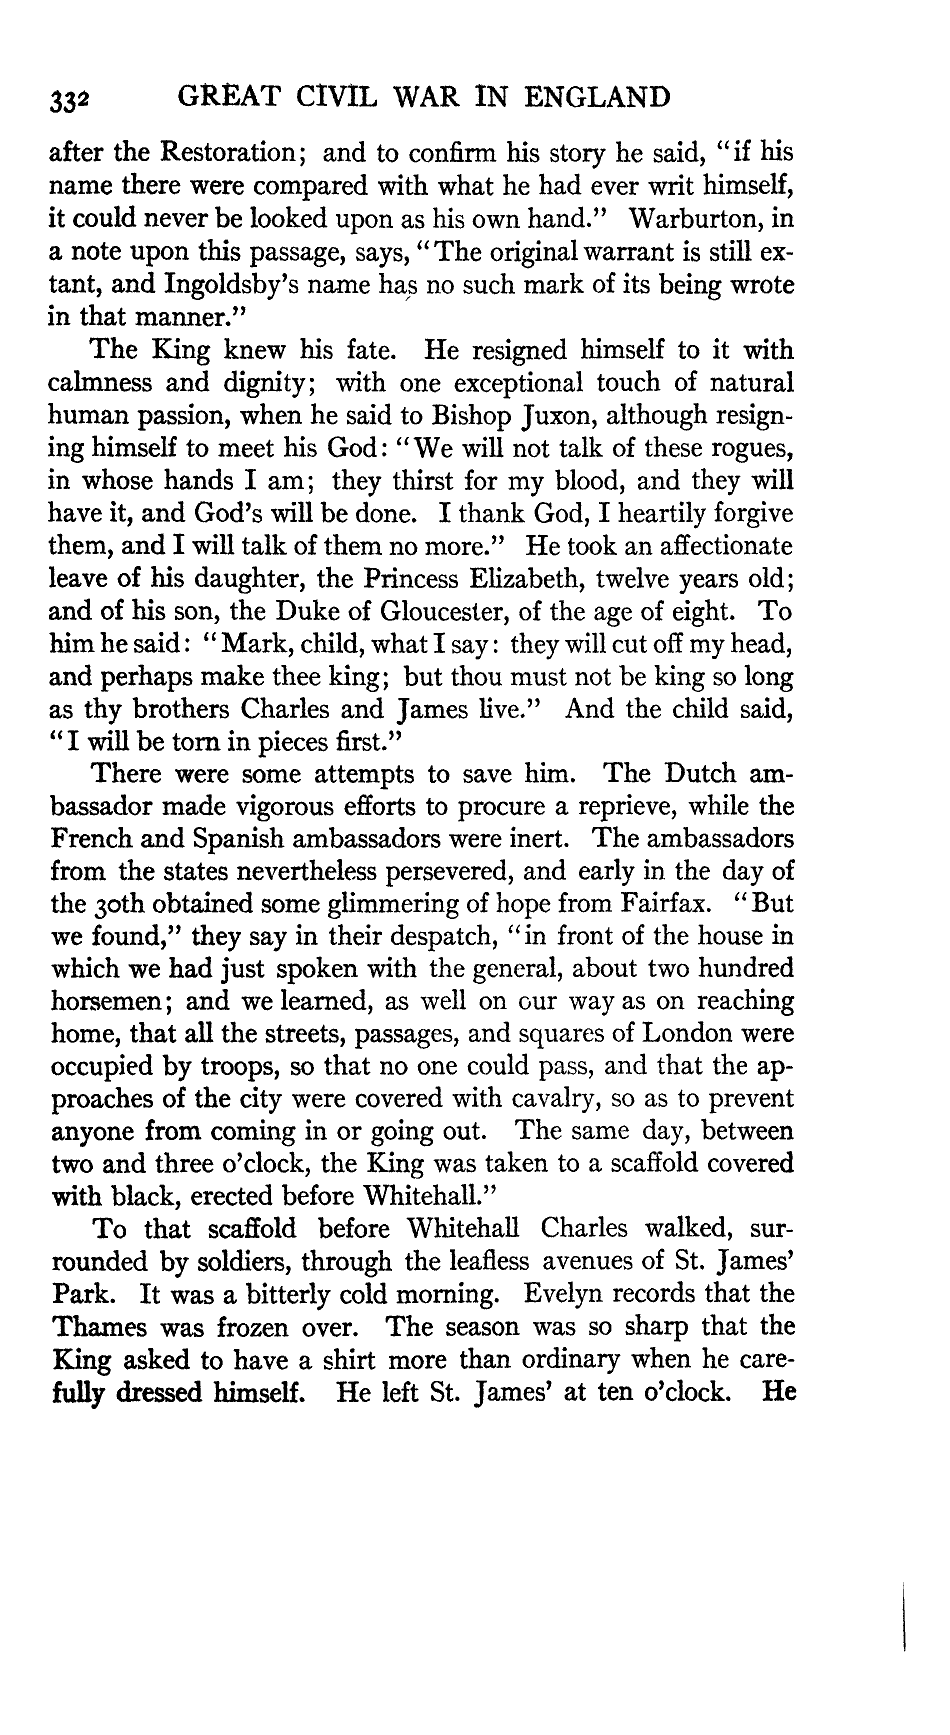 332 GREAT CIVIL WAR IN ENGLAND
after the Restoration; and to confirm his story he said, "if his
name there were compared with what he had ever writ himself,
it could never be looked upon as his own hand." Warburton, in
a note upon this passage, says, "The original warrant is still ex-
tant, and Ingoldsby's name has no such mark of its being wrote
in that manner."
The King knew his fate. He resigned himself to it with
calmness and dignity; with one exceptional touch of natural
human passion, when he said to Bishop Juxon, although resign-
ing himself to meet his God: "We will not talk of these rogues,
in whose hands I am; they thirst for my blood, and they will
have it, and God's will be done. I thank God, I heartily forgive
them, and I will talk of them no more." He took an affectionate
leave of his daughter, the Princess Elizabeth, twelve years old;
and of his son, the Duke of Gloucester, of the age of eight. To
him he said: "Mark, child, what I say: they will cut off my head,
and perhaps make thee king; but thou must not be king so long
as thy brothers Charles and James live." And the child said,
"I will be torn in pieces first."
There were some attempts to save him. The Dutch am-
bassador made vigorous efforts to procure a reprieve, while the
French and Spanish ambassadors were inert. The ambassadors
from the states nevertheless persevered, and early in the day of
the 30th obtained some glimmering of hope from Fairfax. "But
we found," they say in their despatch, "in front of the house in
which we had just spoken with the general, about two hundred
horsemen; and we learned, as well on our way as on reaching
home, that all the streets, passages, and squares of London were
occupied by troops, so that no one could pass, and that the ap-
proaches of the city were covered with cavalry, so as to prevent
anyone from coming in or going out. The same day, between
two and three o'clock, the King was taken to a scaffold covered
with black, erected before Whitehall."
To that scaffold before Whitehall Charles walked, sur-
rounded by soldiers, through the leafless avenues of St. James'
Park. It was a bitterly cold morning. Evelyn records that the
Thames was frozen over. The season was so sharp that the
King asked to have a shirt more than ordinary when he care-
fully dressed himself. He left St. James' at ten o'clock. He